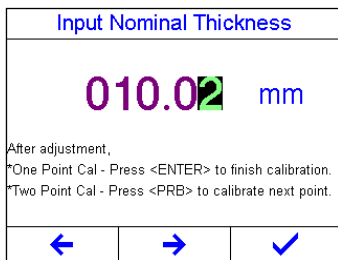 Input Nominal Thickness
010.02 mm
After adjustment,
*One Point Cal - Press <ENTER> to finish calibration.
*Two Point Cal - Press <PRB> to calibrate next point.